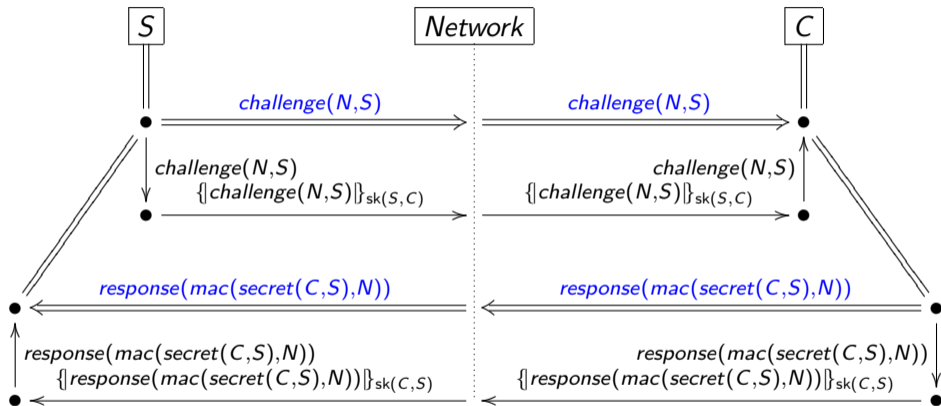 S Network C
challenge(N,S) challenge(N,S)
challenge(N,S) challenge(N,S)
{|challenge(N,S)|}sk(S,C) {|challenge(N,S)|}sk(S,C)
response(mac(secret(C,S),N)) response(mac(secret(C,S),N))
response(mac(secret(C,S),N)) response(mac(secret(C,S),N))
{|response(mac(secret(C,S),N))|}sk(C,S) {|response(mac(secret(C,S),N))|}sk(C,S)